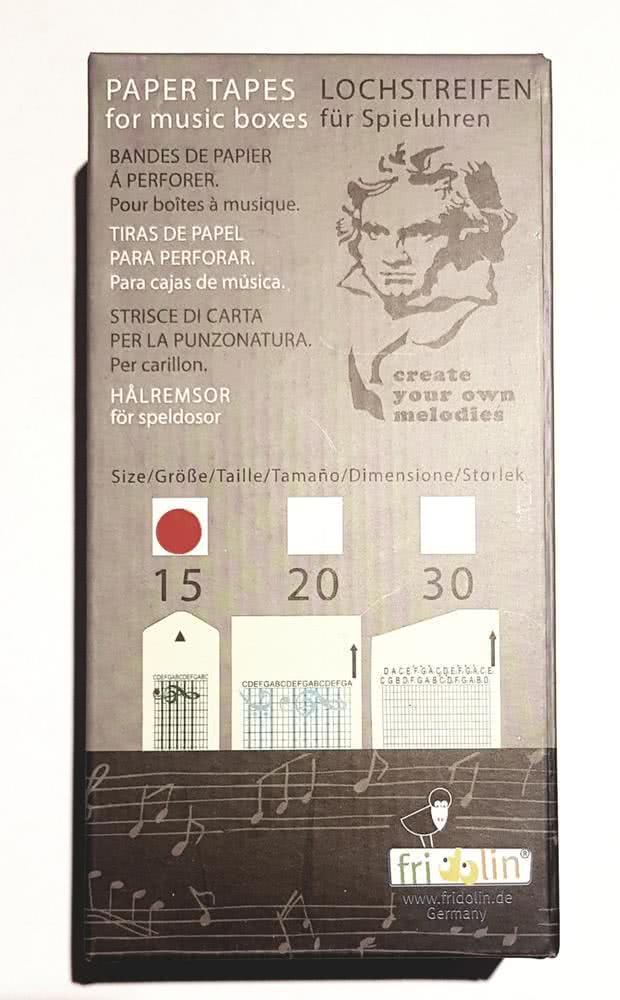 PAPER TAPES
for music boxes
LOCHSTREIFEN
für Spieluhren
BANDES DE PAPIER
Á PERFORER.
Pour boîtes à musique.
TIRAS DE PAPEL
PARA PERFORAR.
Para cajas de música.
STRISCE DI CARTA
PER LA PUNZONATURA.
Per carillon.
HÅLREMSOR
för speldosor
create
your own
melodies
Size/Größe/Taille/Tamaño/Dimensione/Storlek
15 20 30
CDEFGABCDEFGABC
CDEFGABCDEFGABCDEFGA
fridolin®
www.fridolin.de
Germany